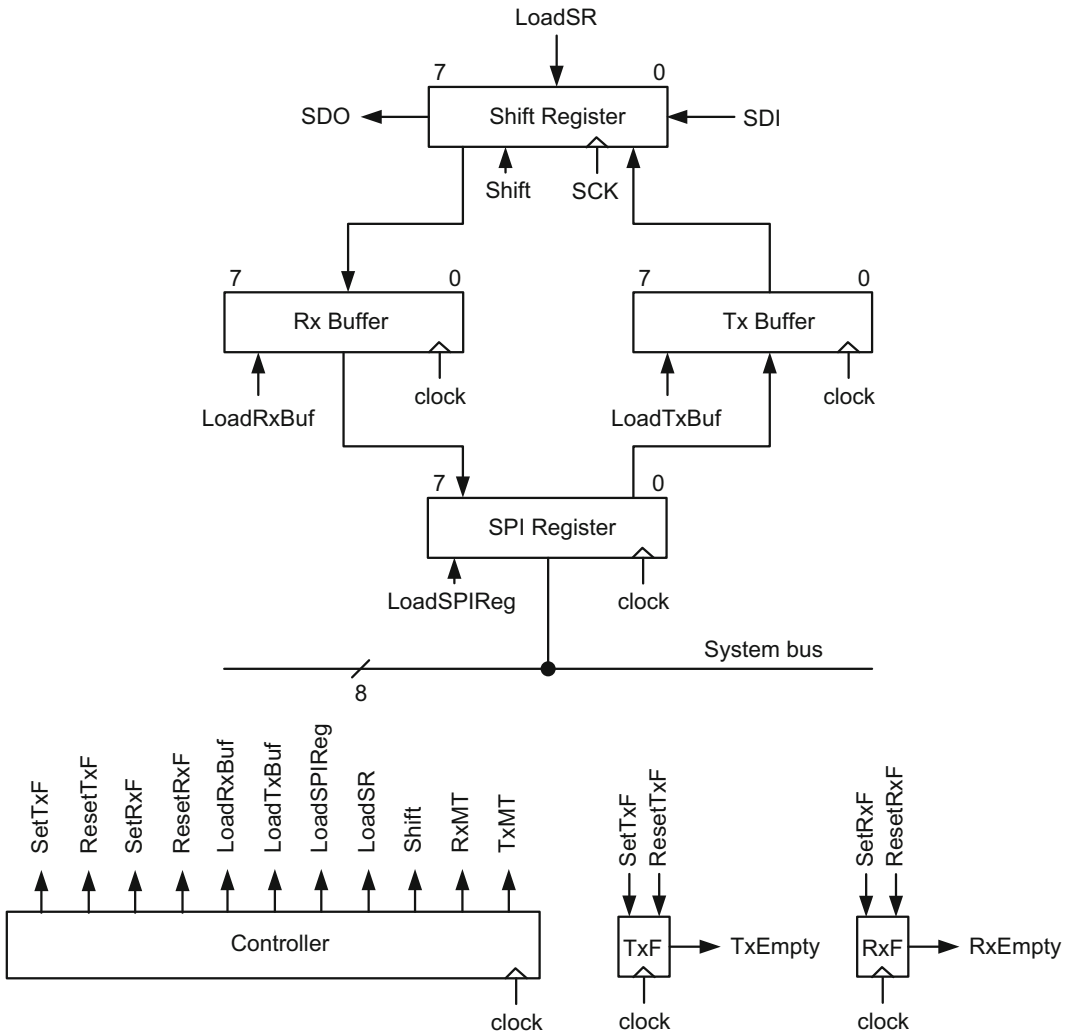 LoadSR
7 0
SDO Shift Register SDI
Shift SCK
7 0 7 0
Rx Buffer Tx Buffer
clock clock
LoadRxBuf LoadTxBuf
7 0
SPI Register
LoadSPIReg clock
System bus
8
SetTxF ResetTxF SetRxF ResetRxF LoadRxBuf LoadTxBuf LoadSPIReg LoadSR Shift RxMT TxMT SetTxF ResetTxF SetRxF ResetRxF
Controller TxF TxEmpty RxF RxEmpty
clock clock clock